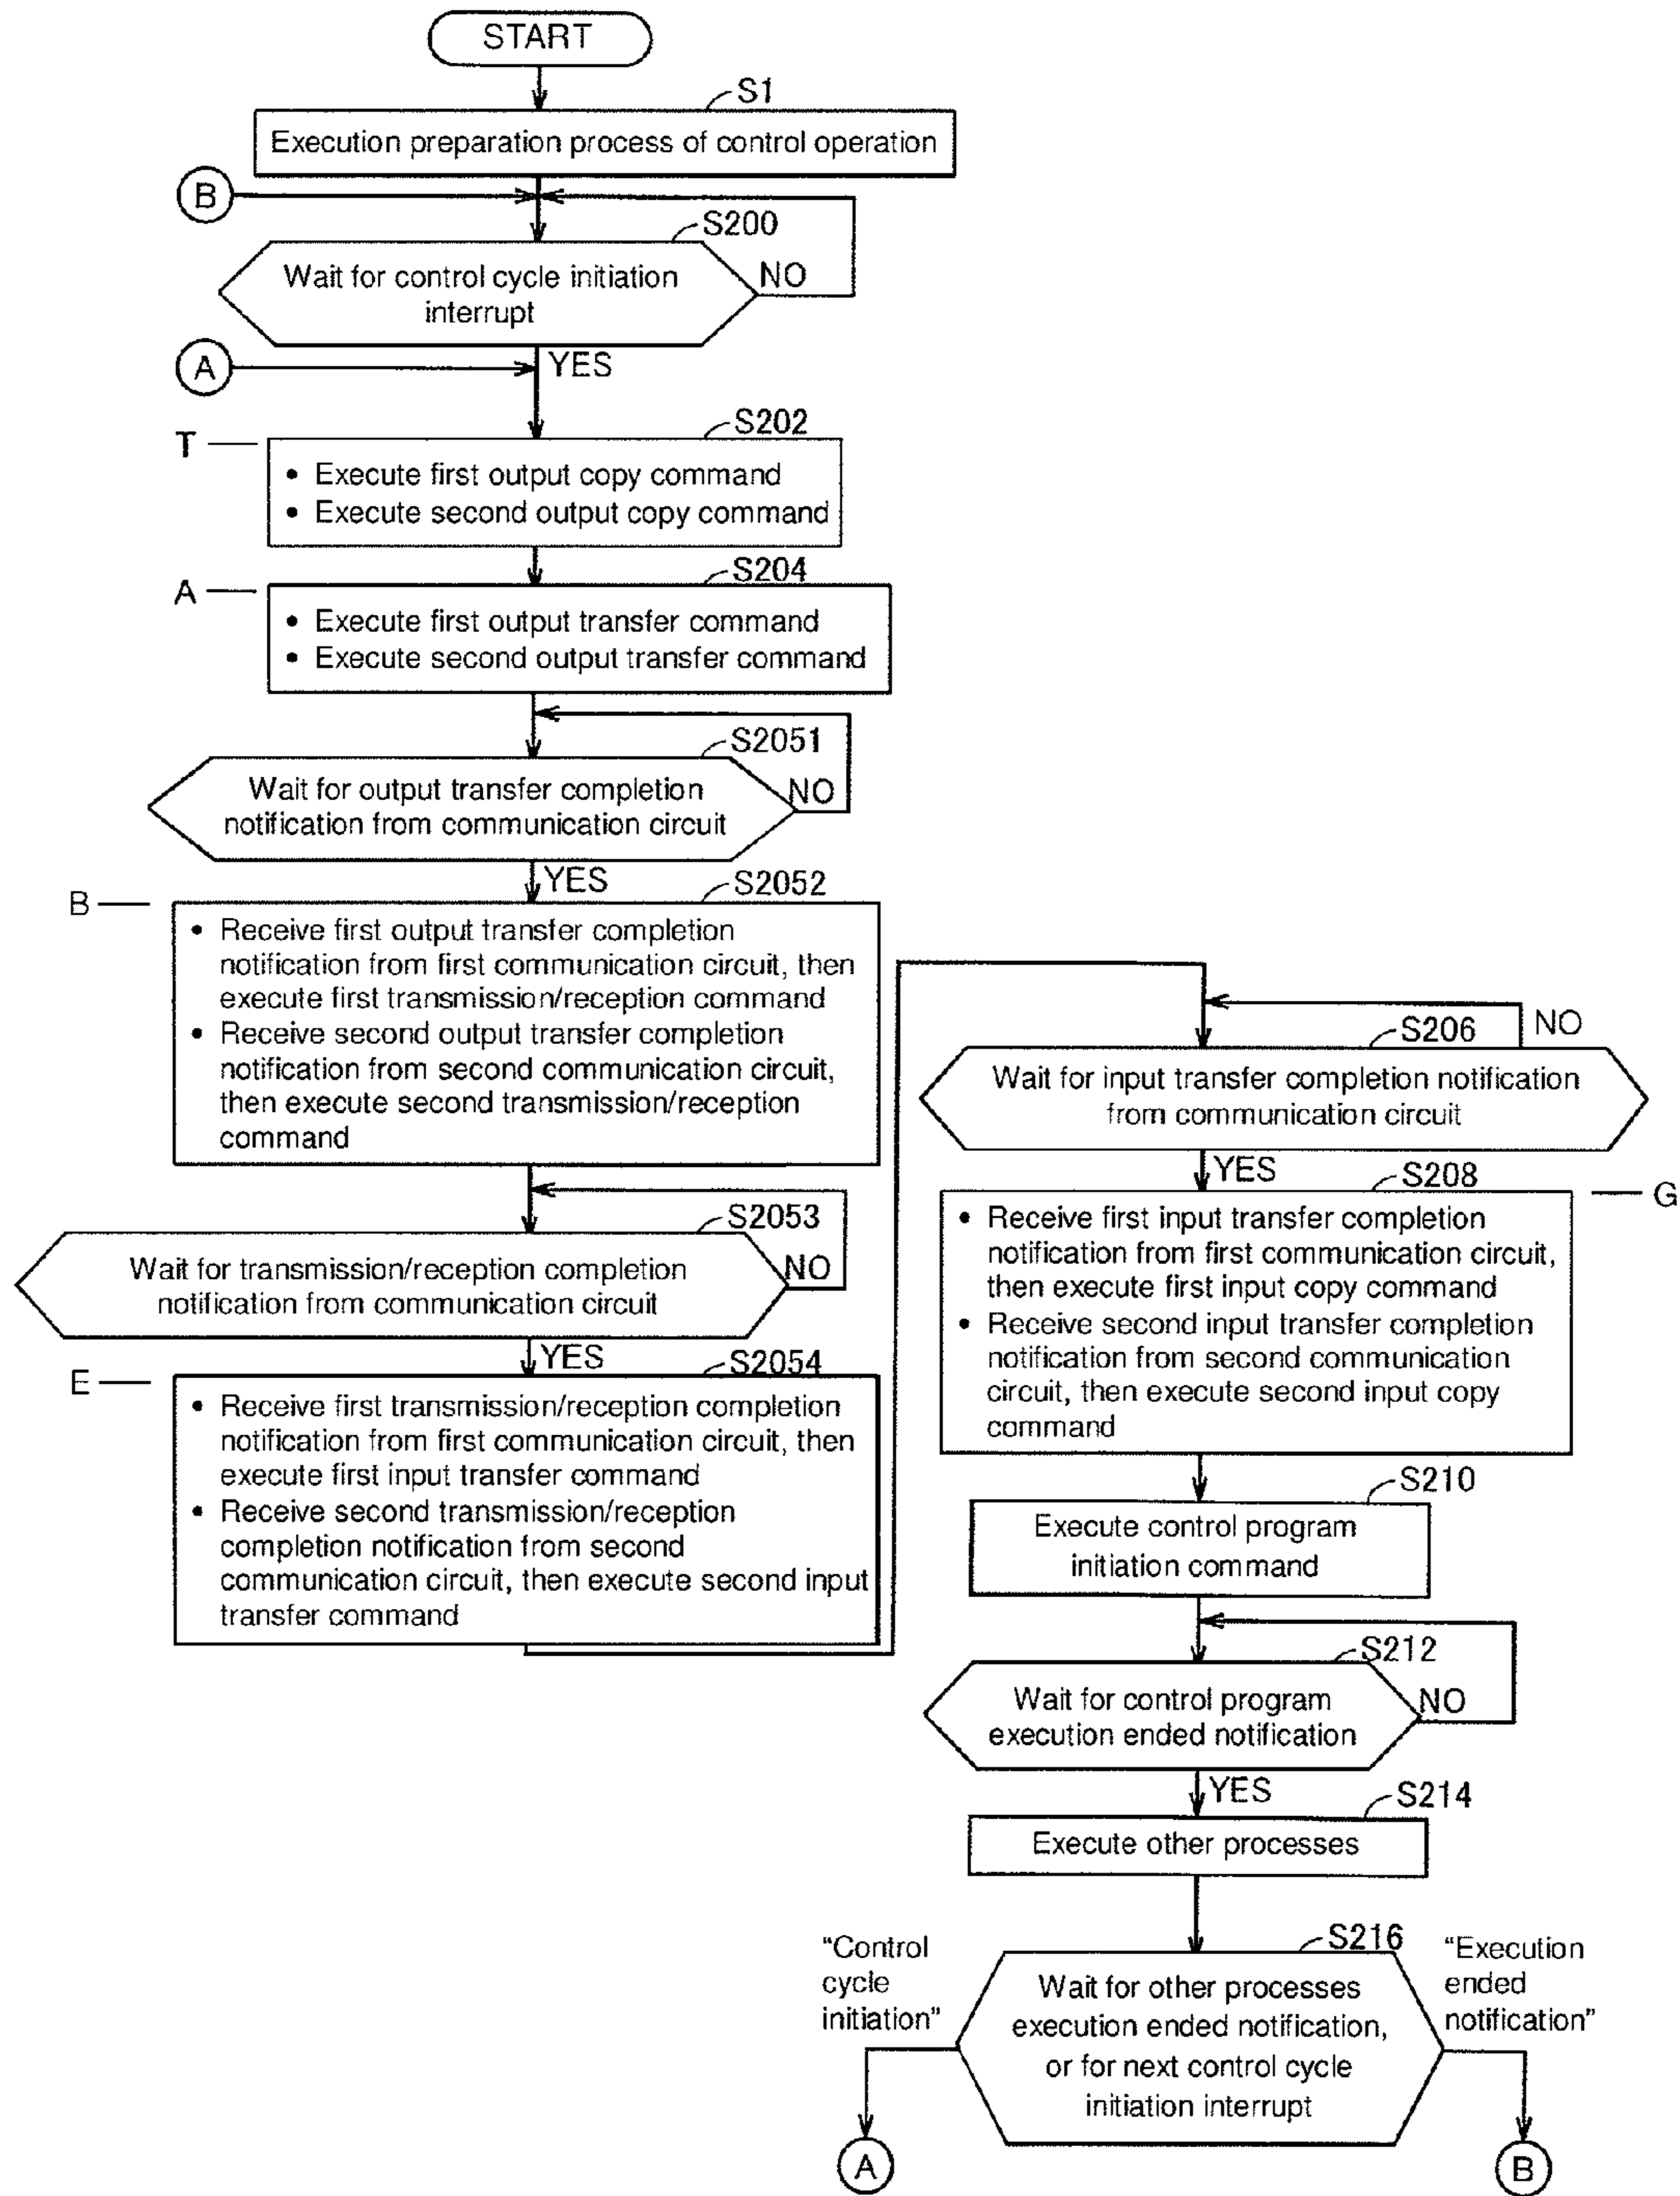 START
S1
Execution preparation process of control operation
B
S200
Wait for control cycle initiation
interrupt
NO
A
YES
T
S202
• Execute first output copy command
• Execute second output copy command
A
S204
• Execute first output transfer command
• Execute second output transfer command
S2051
Wait for output transfer completion
notification from communication circuit
NO
YES
B
S2052
• Receive first output transfer completion
notification from first communication circuit, then
execute first transmission/reception command
• Receive second output transfer completion
notification from second communication circuit,
then execute second transmission/reception
command
S2053
Wait for transmission/reception completion
notification from communication circuit
NO
YES
E
S2054
• Receive first transmission/reception completion
notification from first communication circuit, then
execute first input transfer command
• Receive second transmission/reception
completion notification from second
communication circuit, then execute second input
transfer command
S206
NO
Wait for input transfer completion notification
from communication circuit
YES
S208
G
• Receive first input transfer completion
notification from first communication circuit,
then execute first input copy command
• Receive second input transfer completion
notification from second communication
circuit, then execute second input copy
command
S210
Execute control program
initiation command
S212
Wait for control program
execution ended notification
NO
YES
S214
Execute other processes
S216
"Control
cycle
initiation"
Wait for other processes
execution ended notification,
or for next control cycle
initiation interrupt
"Execution
ended
notification"
A
B